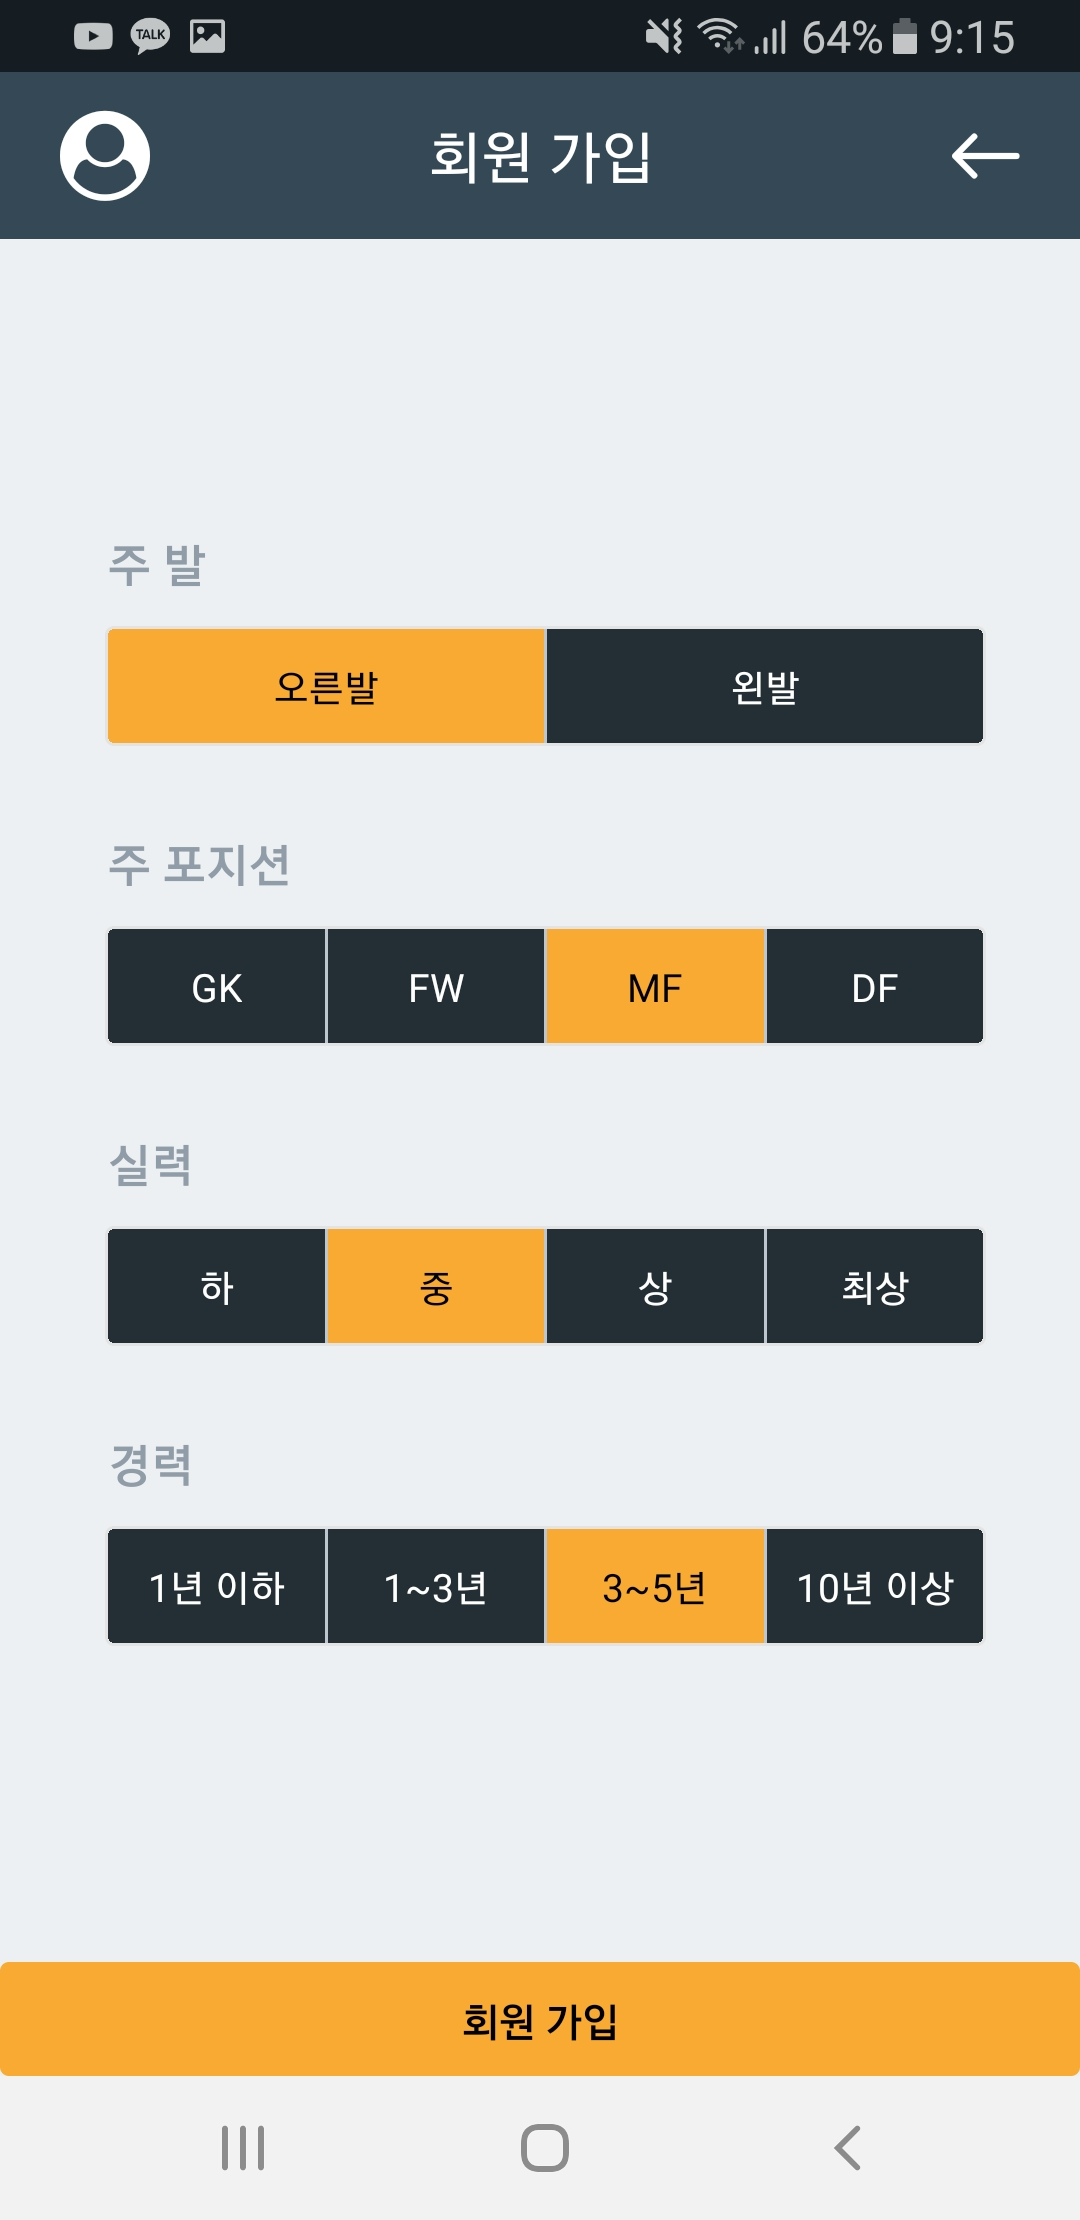 TALK 64% 9:15
회원 가입
주 발
오른발 왼발
주 포지션
GK FW MF DF
실력
하 중 상 최상
경력
1년 이하 1~3년 3~5년 10년 이상
회원 가입